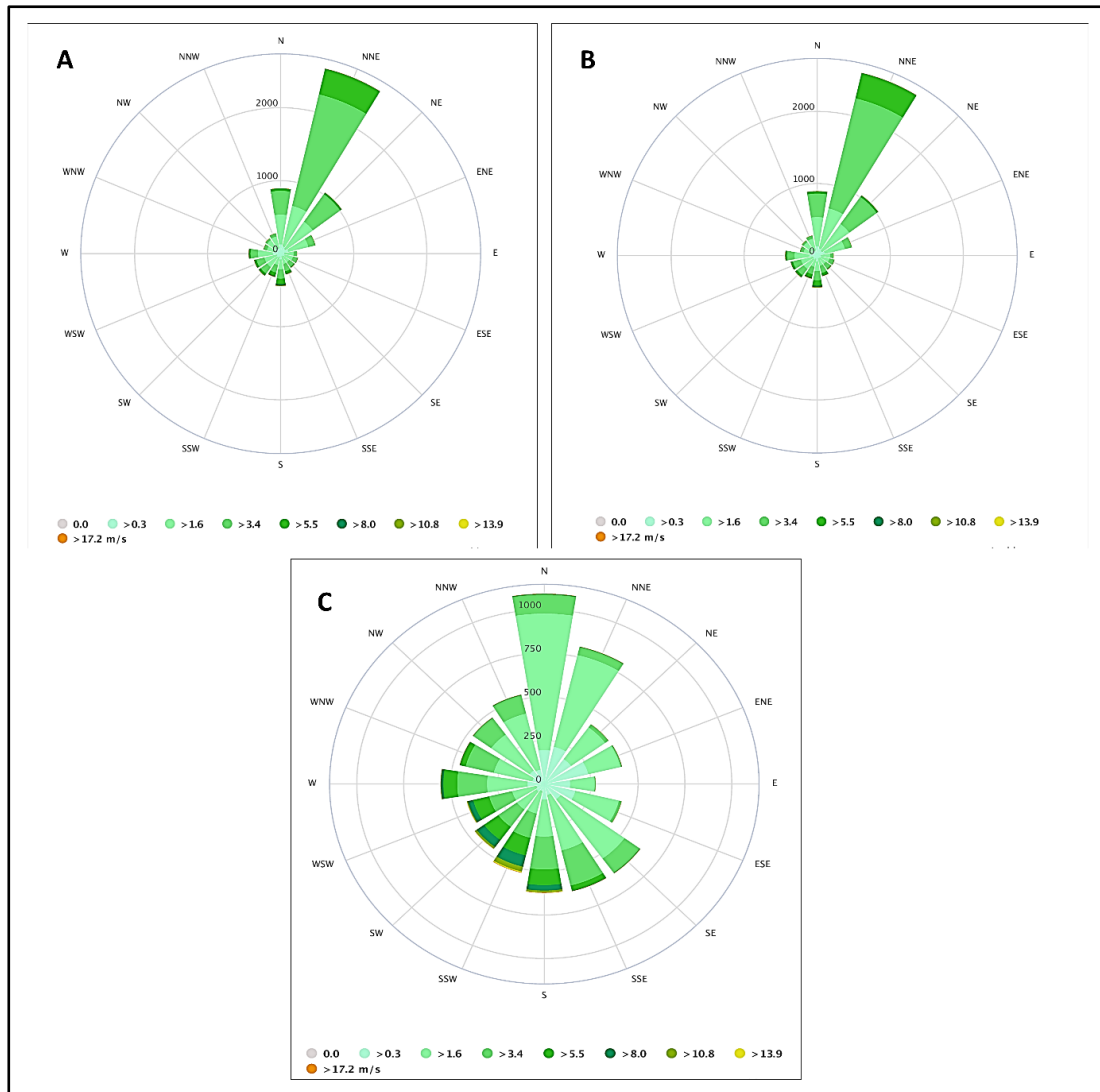 A
N
NNW
NNE
NW
NE
2000
WNW
ENE
1000
W
0
E
WSW
ESE
SW
SE
SSW
SSE
S
0.0 >0.3 >1.6 >3.4 >5.5 >8.0 >10.8 >13.9
>17.2 m/s
B
N
NNW
NNE
NW
NE
2000
WNW
ENE
1000
W
0
E
WSW
ESE
SW
SE
SSW
SSE
S
0.0 >0.3 >1.6 >3.4 >5.5 >8.0 >10.8 >13.9
>17.2 m/s
C
N
NNW
NNE
1000
NW
NE
750
WNW
ENE
500
250
W
0
E
WSW
ESE
SW
SE
SSW
SSE
S
0.0 >0.3 >1.6 >3.4 >5.5 >8.0 >10.8 >13.9
>17.2 m/s